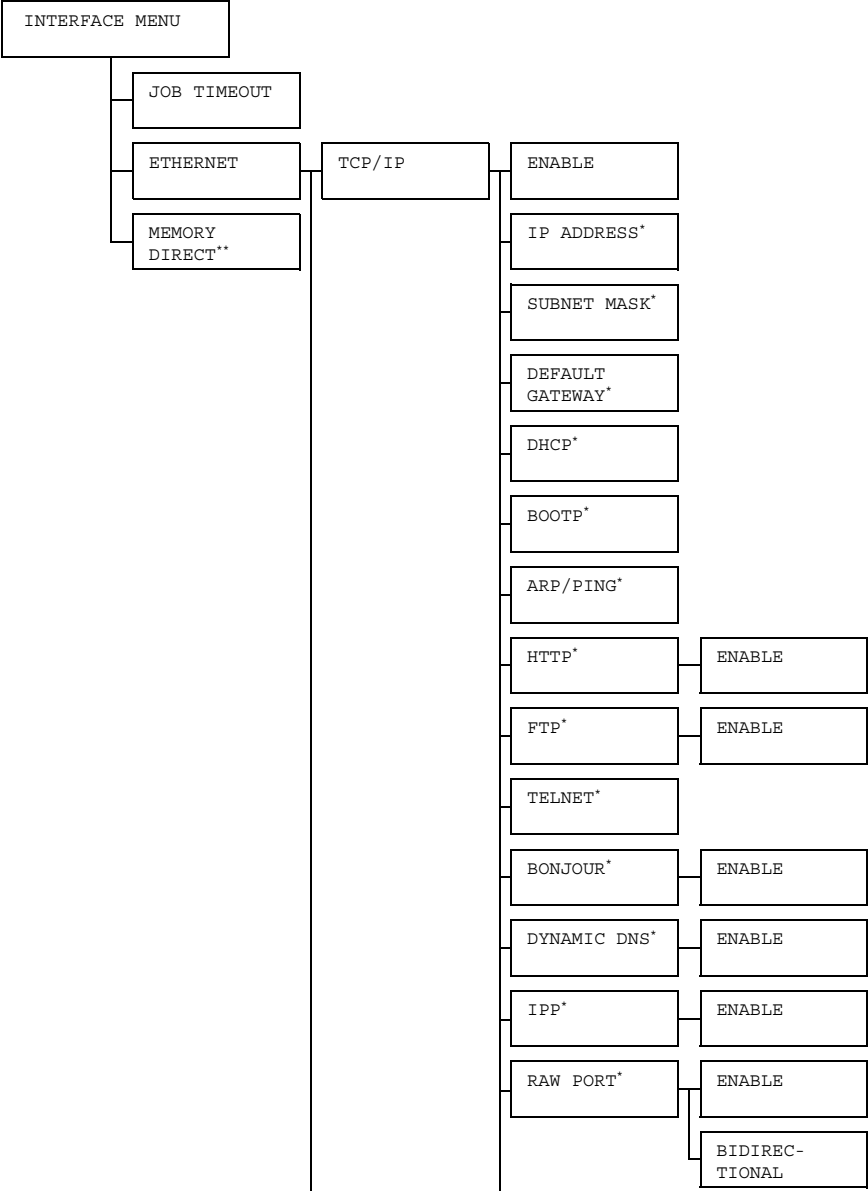 INTERFACE MENU
JOB TIMEOUT
ETHERNET
TCP/IP
ENABLE
MEMORY
DIRECT**
IP ADDRESS*
SUBNET MASK*
DEFAULT
GATEWAY*
DHCP*
BOOTP*
ARP/PING*
HTTP*
ENABLE
FTP*
ENABLE
TELNET*
BONJOUR*
ENABLE
DYNAMIC DNS*
ENABLE
IPP*
ENABLE
RAW PORT*
ENABLE
BIDIREC-
TIONAL